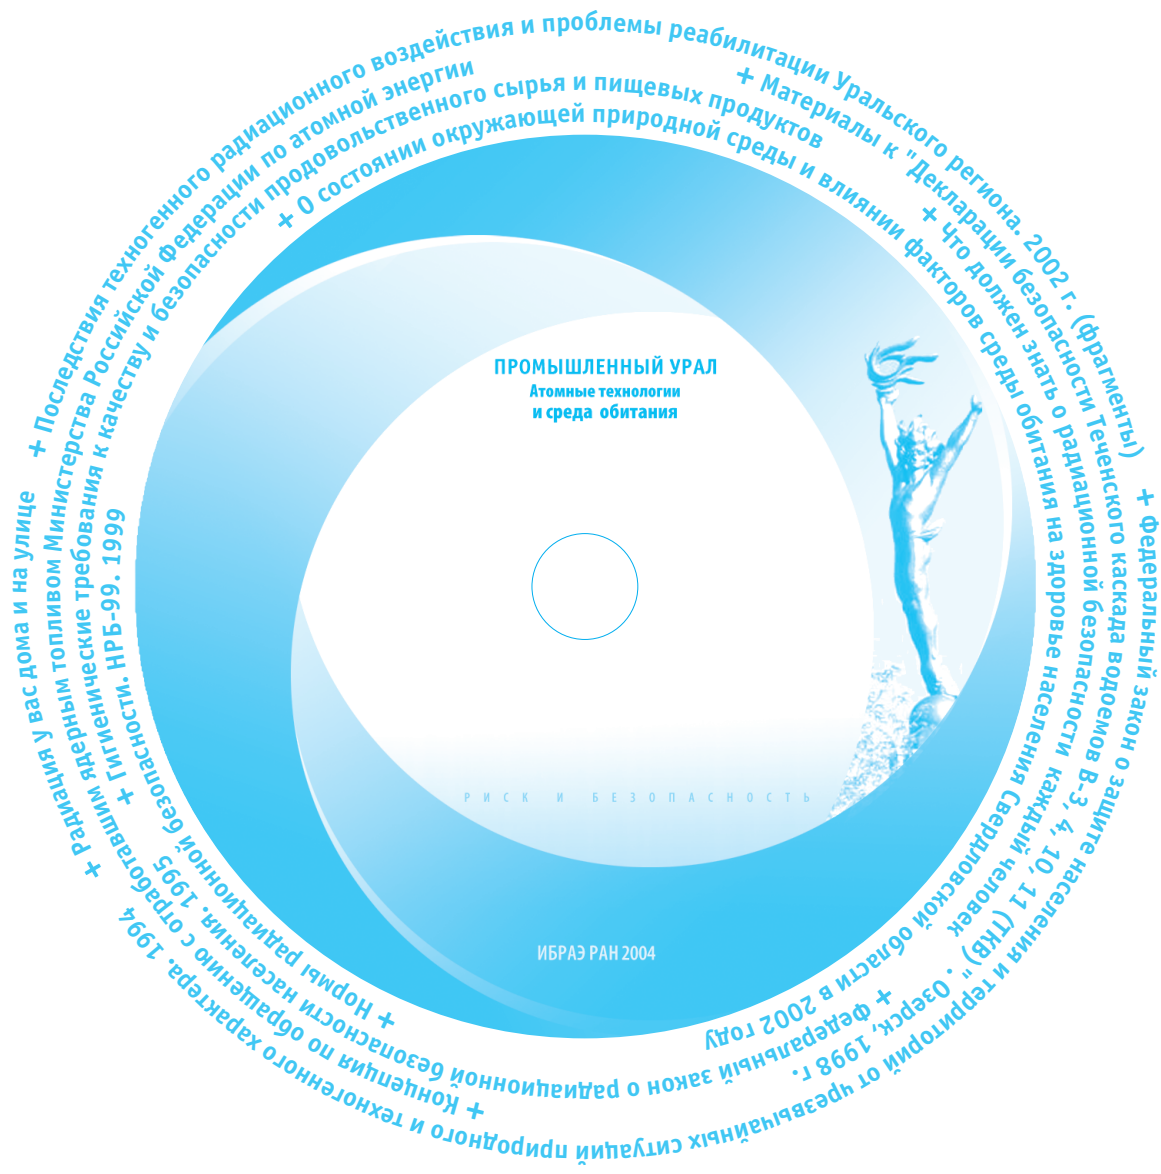 + Последствия техногенного радиационного воздействия и проблемы реабилитации Уральского региона. 2002 г. (фрагменты)
+ Федеральный закон о защите населения и территорий от чрезвычайных ситуаций природного и техногенного характера. 1994
+ Радиация у вас дома и на улице
+ Материалы к "Декларации безопасности Теченского каскада водоемов В-3, 4, 10, 11 (ТКВ)". Озерск, 1998 г.
+ Концепция по обращению с отработавшим ядерным топливом Министерства Российской Федерации по атомной энергии
+ Что должен знать о радиационной безопасности каждый человек
+ Федеральный закон о радиационной безопасности населения. 1995
+ Гигиенические требования к качеству и безопасности продовольственного сырья и пищевых продуктов
+ О состоянии окружающей природной среды и влиянии факторов среды обитания на здоровье населения Свердловской области в 2002 году
+ Нормы радиационной безопасности. НРБ-99. 1999
ПРОМЫШЛЕННЫЙ УРАЛ
Атомные технологии
и среда обитания
РИСК И БЕЗОПАСНОСТЬ
ИБРАЭ РАН 2004